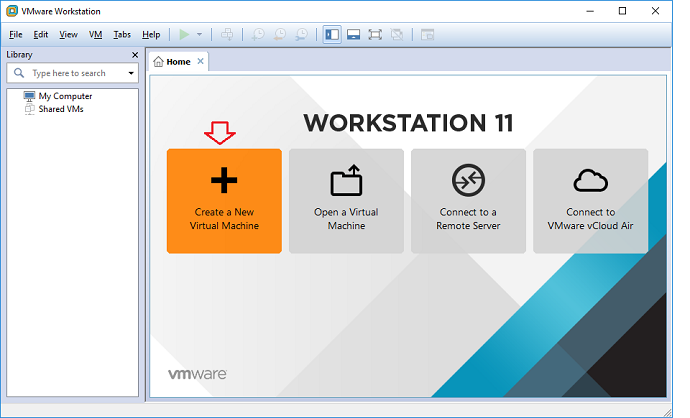 VMware Workstation
File Edit View VM Tabs Help
Library
Type here to search
My Computer
Shared VMs
Home
WORKSTATION 11
Create a New
Virtual Machine
Open a Virtual
Machine
Connect to a
Remote Server
Connect to
VMware vCloud Air
vmware